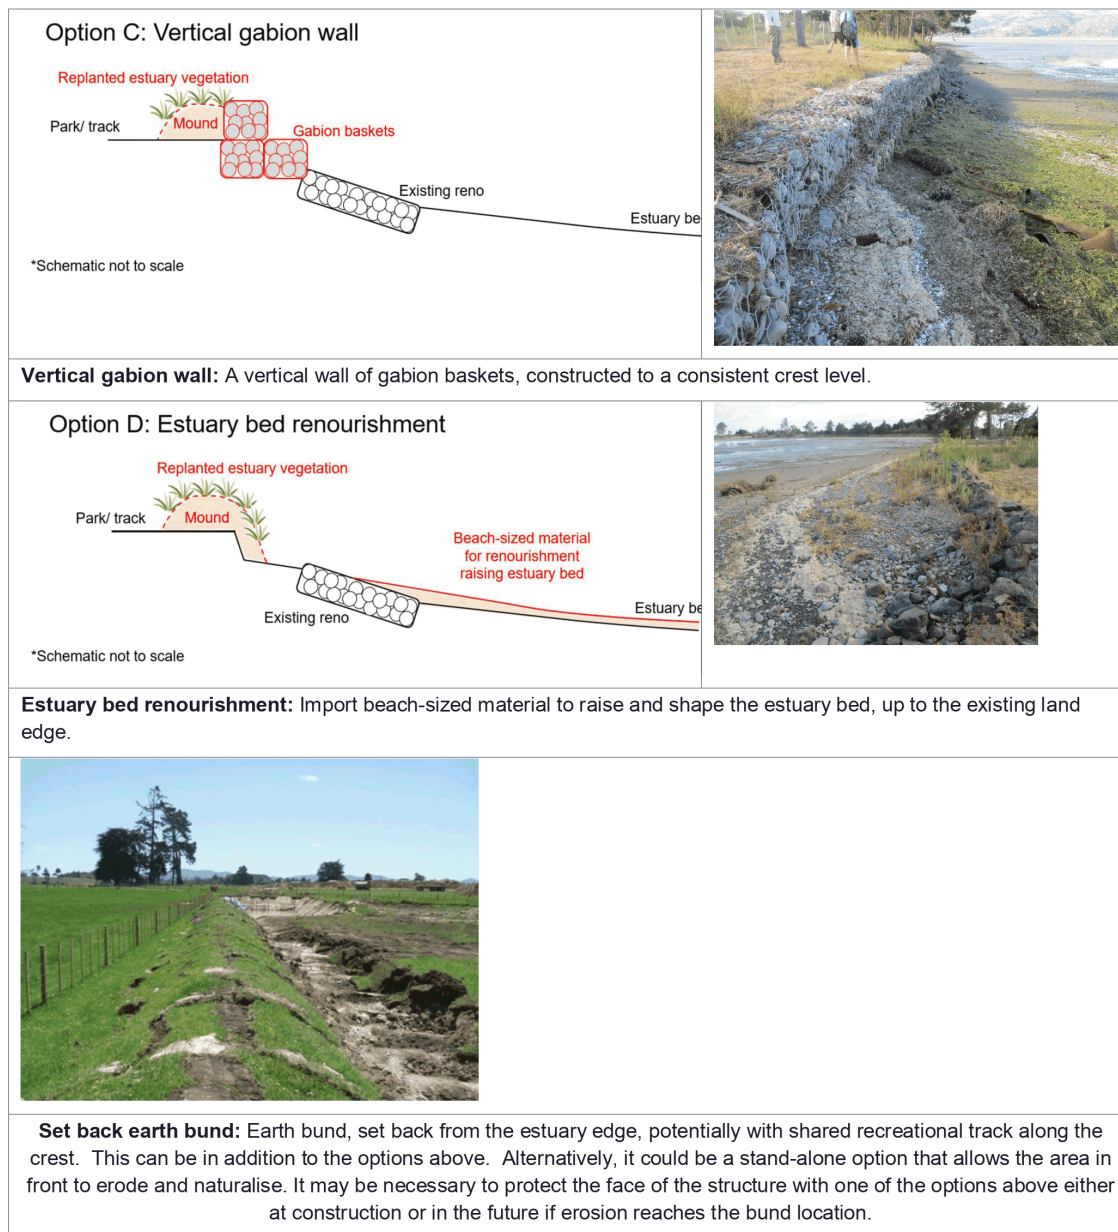 Option C: Vertical gabion wall
Replanted estuary vegetation
Park/ track
Mound
Gabion baskets
Existing reno
Estuary be
*Schematic not to scale
Vertical gabion wall: A vertical wall of gabion baskets, constructed to a consistent crest level.
Option D: Estuary bed renourishment
Replanted estuary vegetation
Park/ track
Mound
Beach-sized material
for renourishment
raising estuary bed
Existing reno
Estuary be
*Schematic not to scale
Estuary bed renourishment: Import beach-sized material to raise and shape the estuary bed, up to the existing land
edge.
Set back earth bund: Earth bund, set back from the estuary edge, potentially with shared recreational track along the
crest.  This can be in addition to the options above.  Alternatively, it could be a stand-alone option that allows the area in
front to erode and naturalise. It may be necessary to protect the face of the structure with one of the options above either
at construction or in the future if erosion reaches the bund location.